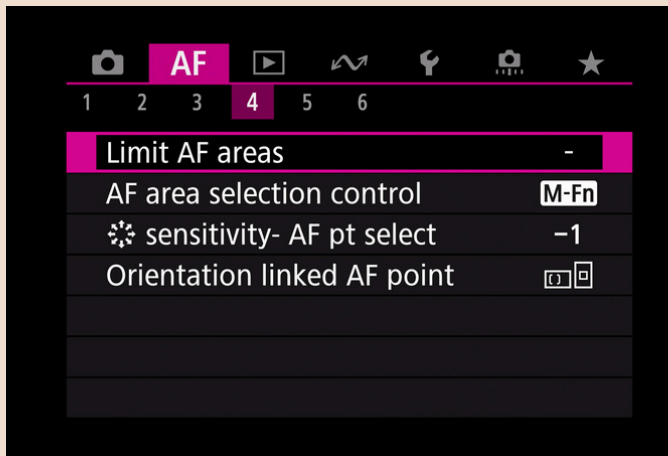 AF
1 2 3 4 5 6
Limit AF areas -
AF area selection control M-Fn
sensitivity- AF pt select -1
Orientation linked AF point